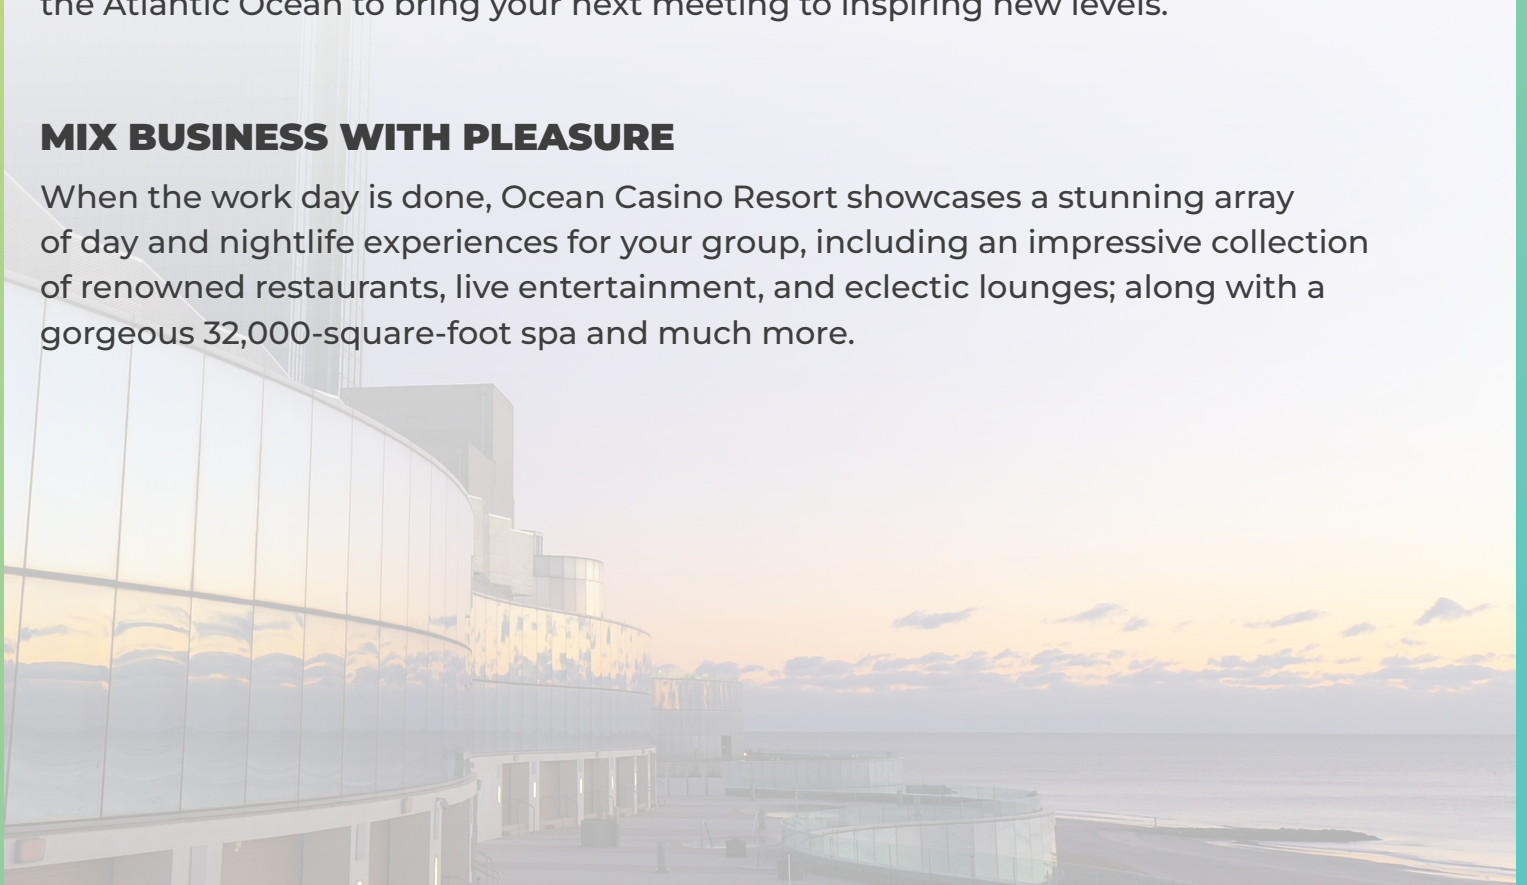 the Atlantic Ocean to bring your next meeting to inspiring new levels.
MIX BUSINESS WITH PLEASURE
When the work day is done, Ocean Casino Resort showcases a stunning array
of day and nightlife experiences for your group, including an impressive collection
of renowned restaurants, live entertainment, and eclectic lounges; along with a
gorgeous 32,000-square-foot spa and much more.